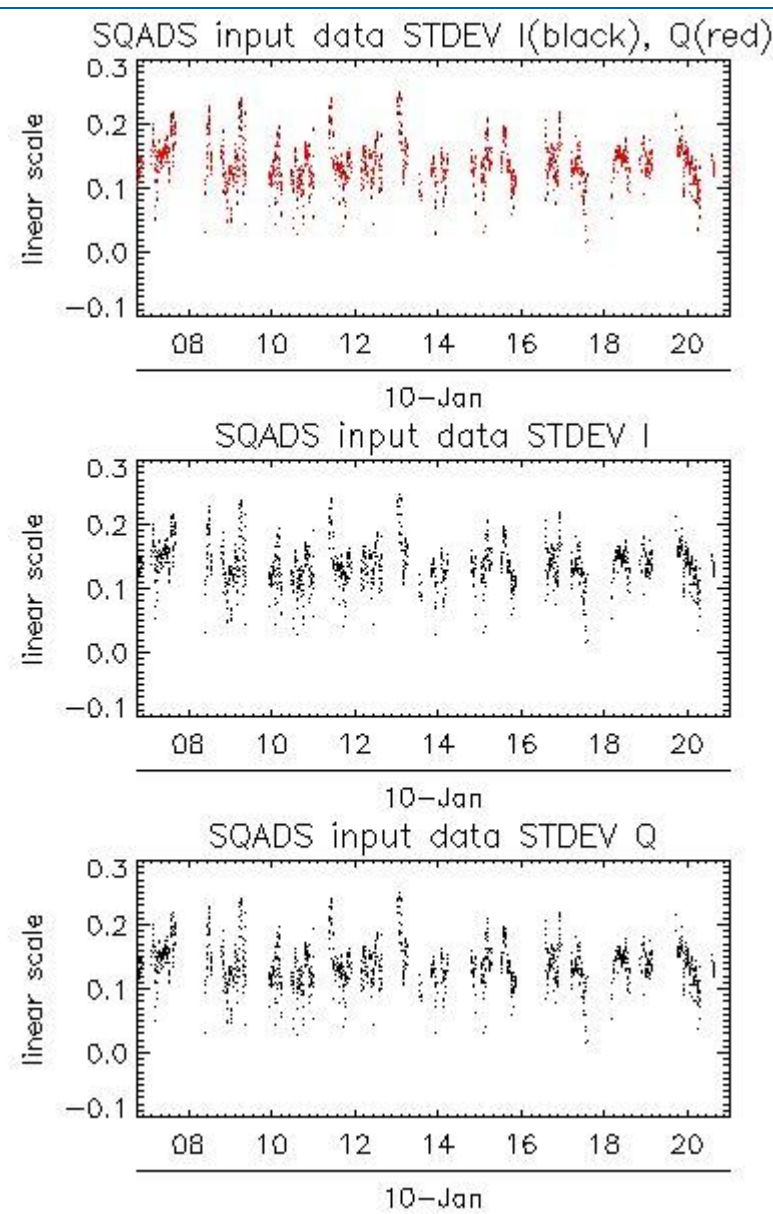 SQADS input data STDEV I(black), Q(red)
0.3
0.2
0.1
0.0
-0.1
linear scale
08 10 12 14 16 18 20
10-Jan
SQADS input data STDEV I
0.3
0.2
0.1
0.0
-0.1
linear scale
08 10 12 14 16 18 20
10-Jan
SQADS input data STDEV Q
0.3
0.2
0.1
0.0
-0.1
linear scale
08 10 12 14 16 18 20
10-Jan